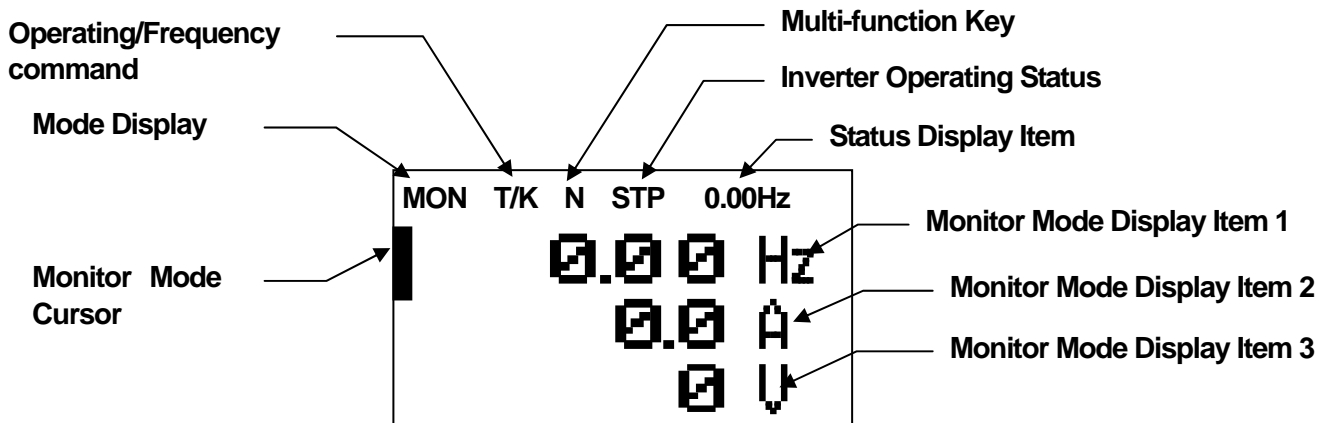 Operating/Frequency
command
Multi-function Key
Inverter Operating Status
Mode Display
Status Display Item
MON T/K N STP 0.00Hz
Monitor Mode Display Item 1
0.00 Hz
Monitor Mode
Cursor
Monitor Mode Display Item 2
0.0 A
Monitor Mode Display Item 3
0 V